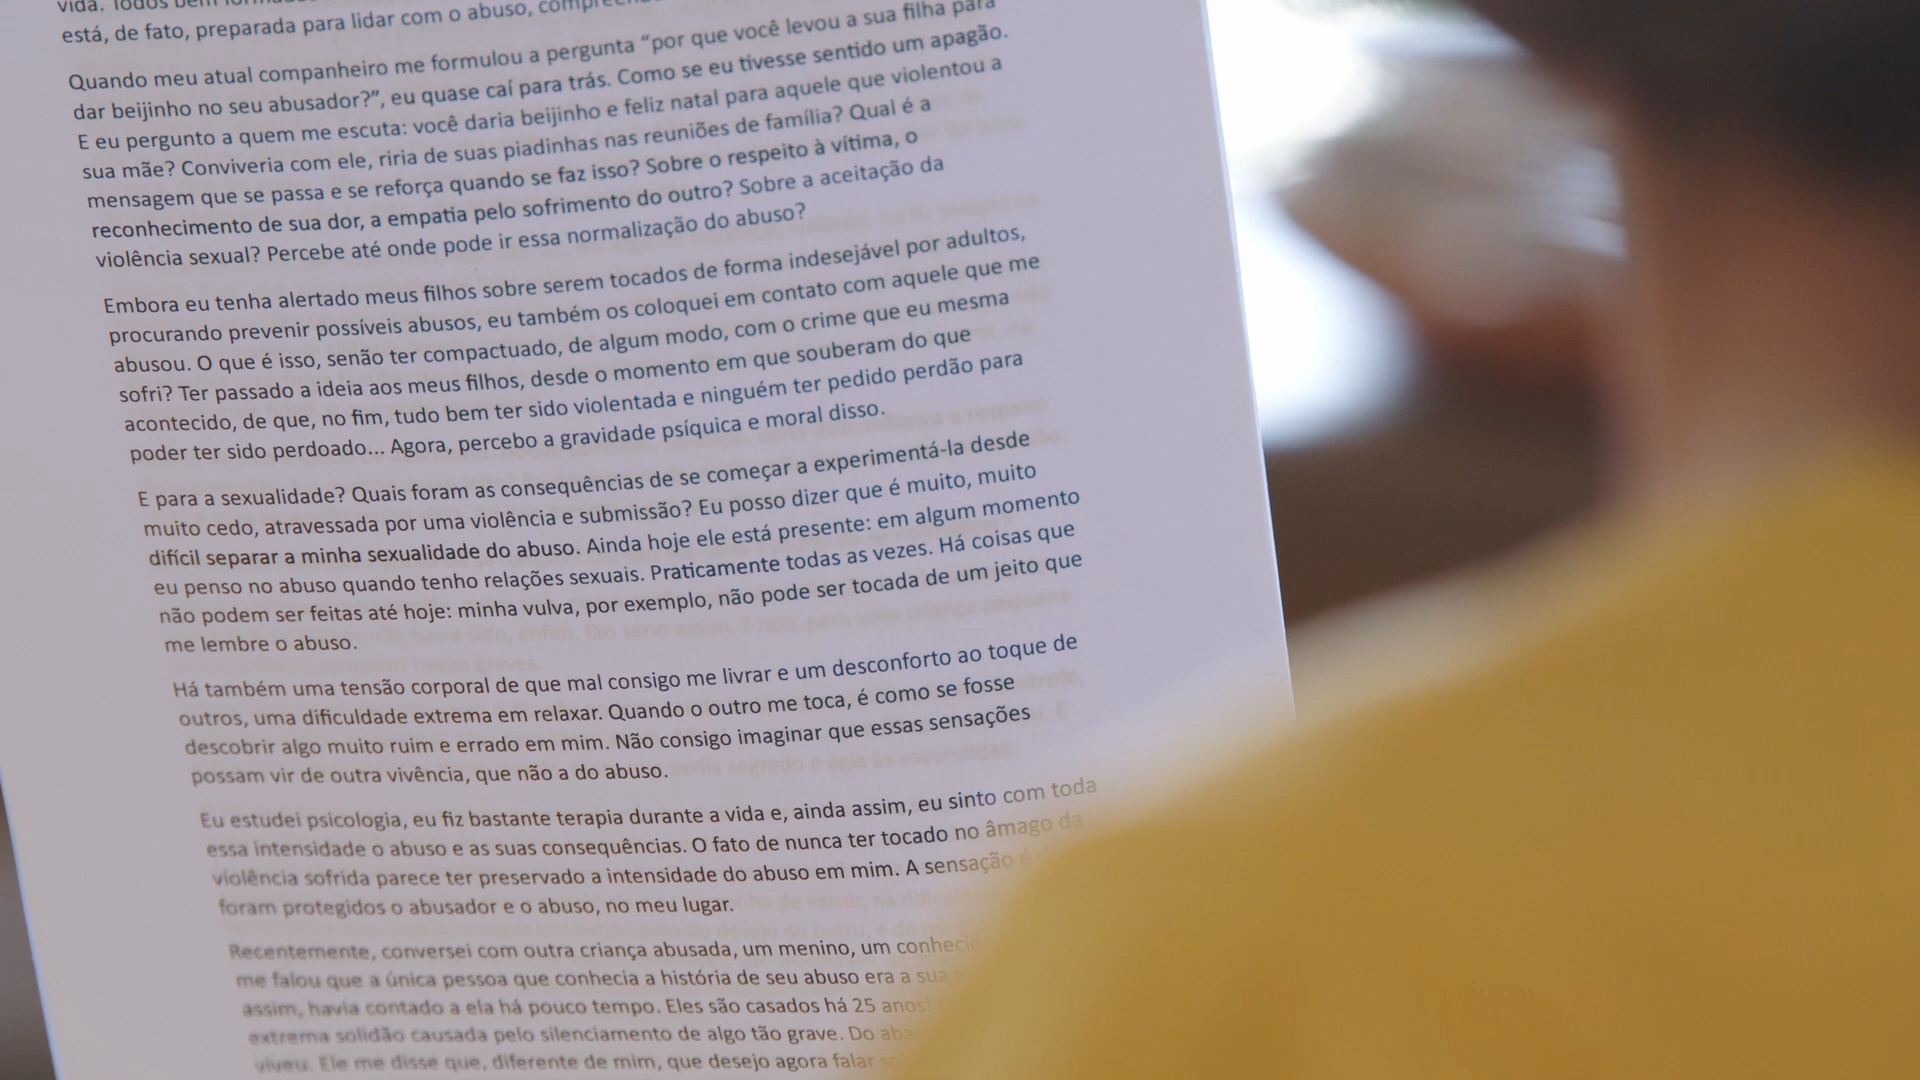 vida. Todos bem
está, de fato, preparada para lidar com o abuso,
Quando meu atual companheiro me formulou a pergunta “por que você levou a sua filha para
dar beijinho no seu abusador?”, eu quase caí para trás. Como se eu tivesse sentido um apagão.
E eu pergunto a quem me escuta: você daria beijinho e feliz natal para aquele que violentou a
sua mãe? Conviveria com ele, riria de suas piadinhas nas reuniões de família? Qual é a
mensagem que se passa e se reforça quando se faz isso? Sobre o respeito à vítima, o
reconhecimento de sua dor, a empatia pelo sofrimento do outro? Sobre a aceitação da
violência sexual? Percebe até onde pode ir essa normalização do abuso?
Embora eu tenha alertado meus filhos sobre serem tocados de forma indesejável por adultos,
procurando prevenir possíveis abusos, eu também os coloquei em contato com aquele que me
abusou. O que é isso, senão ter compactuado, de algum modo, com o crime que eu mesma
sofri? Ter passado a ideia aos meus filhos, desde o momento em que souberam do que
acontecido, de que, no fim, tudo bem ter sido violentada e ninguém ter pedido perdão para
poder ter sido perdoado... Agora, percebo a gravidade psíquica e moral disso.
E para a sexualidade? Quais foram as consequências de se começar a experimentá-la desde
muito cedo, atravessada por uma violência e submissão? Eu posso dizer que é muito, muito
difícil separar a minha sexualidade do abuso. Ainda hoje ele está presente: em algum momento
eu penso no abuso quando tenho relações sexuais. Praticamente todas as vezes. Há coisas que
não podem ser feitas até hoje: minha vulva, por exemplo, não pode ser tocada de um jeito que
me lembre o abuso.
Há também uma tensão corporal de que mal consigo me livrar e um desconforto ao toque de
outros, uma dificuldade extrema em relaxar. Quando o outro me toca, é como se fosse
descobrir algo muito ruim e errado em mim. Não consigo imaginar que essas sensações
possam vir de outra vivência, que não a do abuso.
Eu estudei psicologia, eu fiz bastante terapia durante a vida e, ainda assim, eu sinto com toda
essa intensidade o abuso e as suas consequências. O fato de nunca ter tocado no âmago da
violência sofrida parece ter preservado a intensidade do abuso em mim. A sensação é
foram protegidos o abusador e o abuso, no meu lugar.
Recentemente, conversei com outra criança abusada, um menino, um
me falou que a única pessoa que conhecia a história de seu abuso era a sua
assim, havia contado a ela há pouco tempo. Eles são casados há 25 anos!
extrema solidão causada pelo silenciamento de algo tão grave. Do
viveu. Ele me disse que, diferente de mim, que desejo agora falar